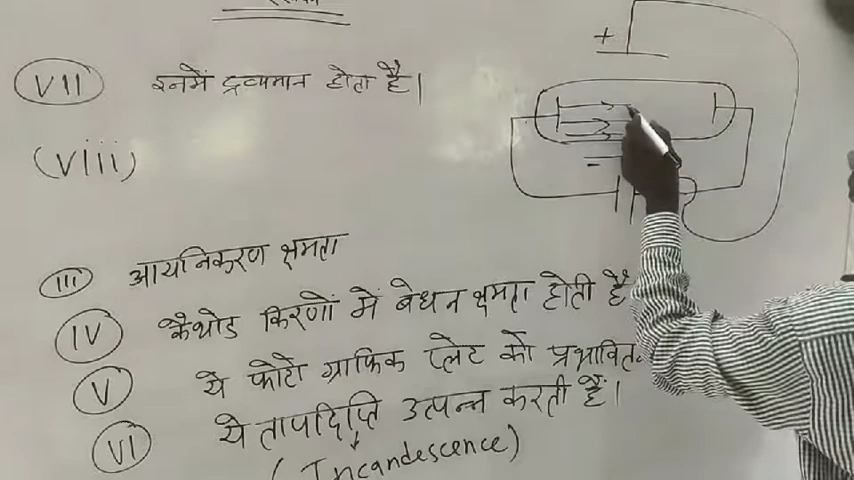 VII इनमें द्रव्यमान होता है।
(viii)
+
-
III आयनिकरण क्षमता
IV कैथोड किरणों में बेधन क्षमता होती है
V ये फोटो ग्राफिक प्लेट को प्रभावित
VI ये तापदिप्ति उत्पन्न करती हैं।
(Incandescence)